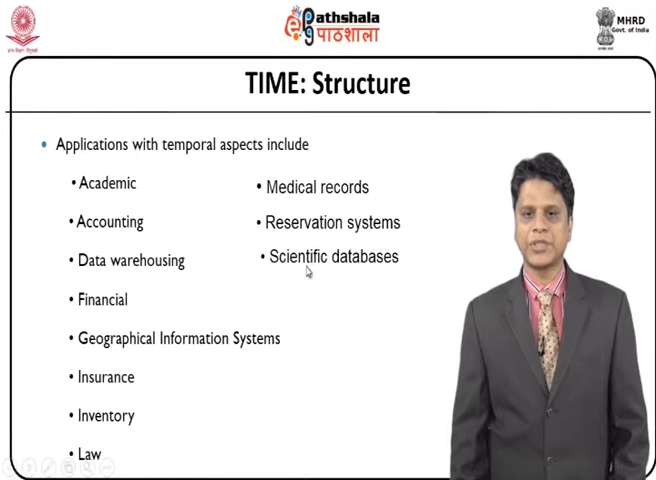 ePathshala
पाठशाला
MHRD
Govt. of India
TIME: Structure
• Applications with temporal aspects include
• Academic
• Accounting
• Data warehousing
• Financial
• Geographical Information Systems
• Insurance
• Inventory
• Law
• Medical records
• Reservation systems
• Scientific databases